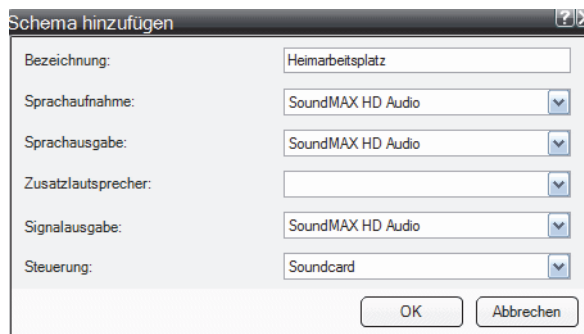 Schema hinzufügen
Bezeichnung: Heimarbeitsplatz
Sprachaufnahme: SoundMAX HD Audio
Sprachausgabe: SoundMAX HD Audio
Zusatzlautsprecher:
Signalausgabe: SoundMAX HD Audio
Steuerung: Soundcard
OK Abbrechen